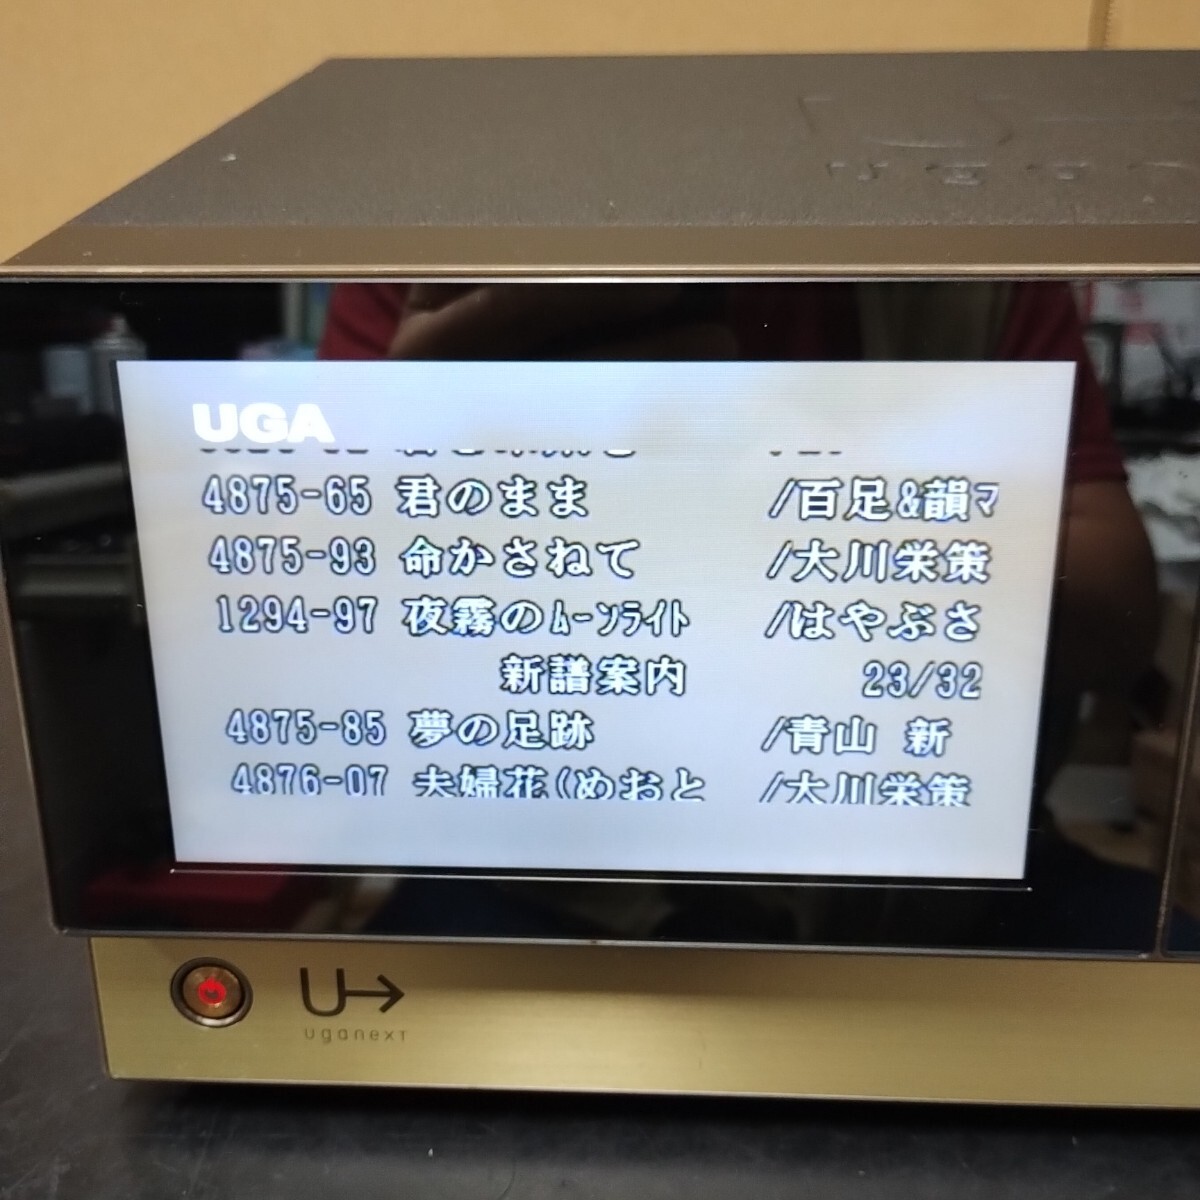 UGA
4875-65 君のまま /百足&韻マ
4875-93 命かさねて /大川栄策
1294-97 夜霧のﾑｰﾝﾗｲﾄ /はやぶさ
新譜案内 23/32
4875-85 夢の足跡 /青山 新
4876-07 夫婦花(めおと /大川栄策
U→
uganext